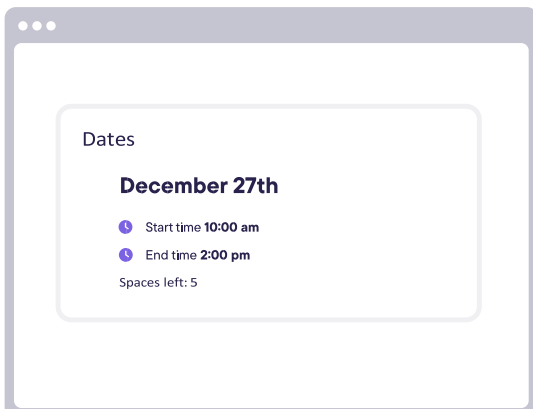 Dates
December 27th
Start time 10:00 am
End time 2:00 pm
Spaces left: 5